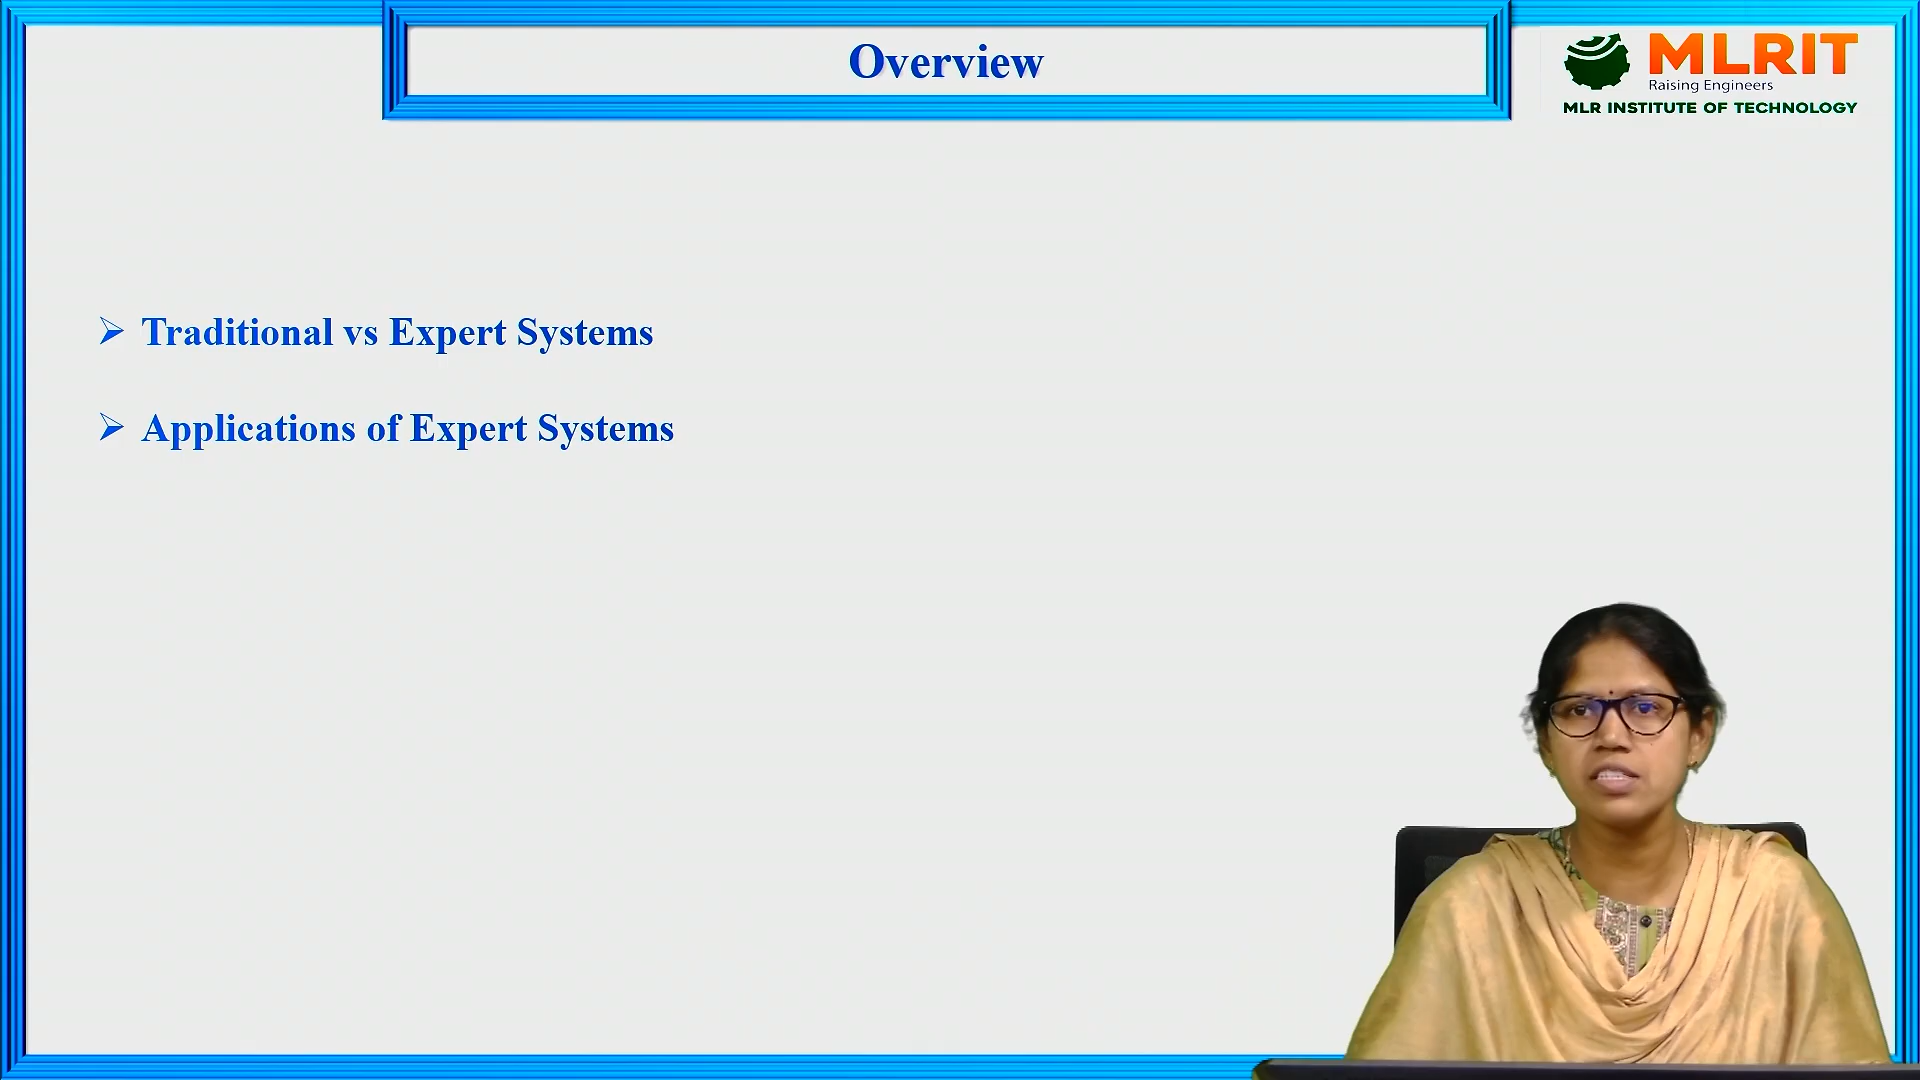 Overview
MLRIT
Raising Engineers
MLR INSTITUTE OF TECHNOLOGY
Traditional vs Expert Systems
Applications of Expert Systems